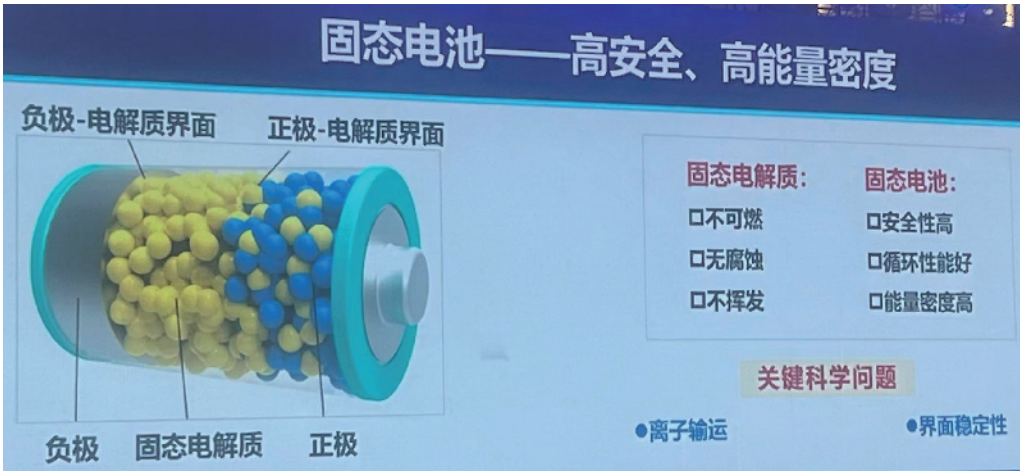 固态电池——高安全、高能量密度
负极-电解质界面
正极-电解质界面
负极
固态电解质
正极
固态电解质:
□不可燃
□无腐蚀
□不挥发
固态电池:
□安全性高
□循环性能好
□能量密度高
关键科学问题
●离子输运
●界面稳定性